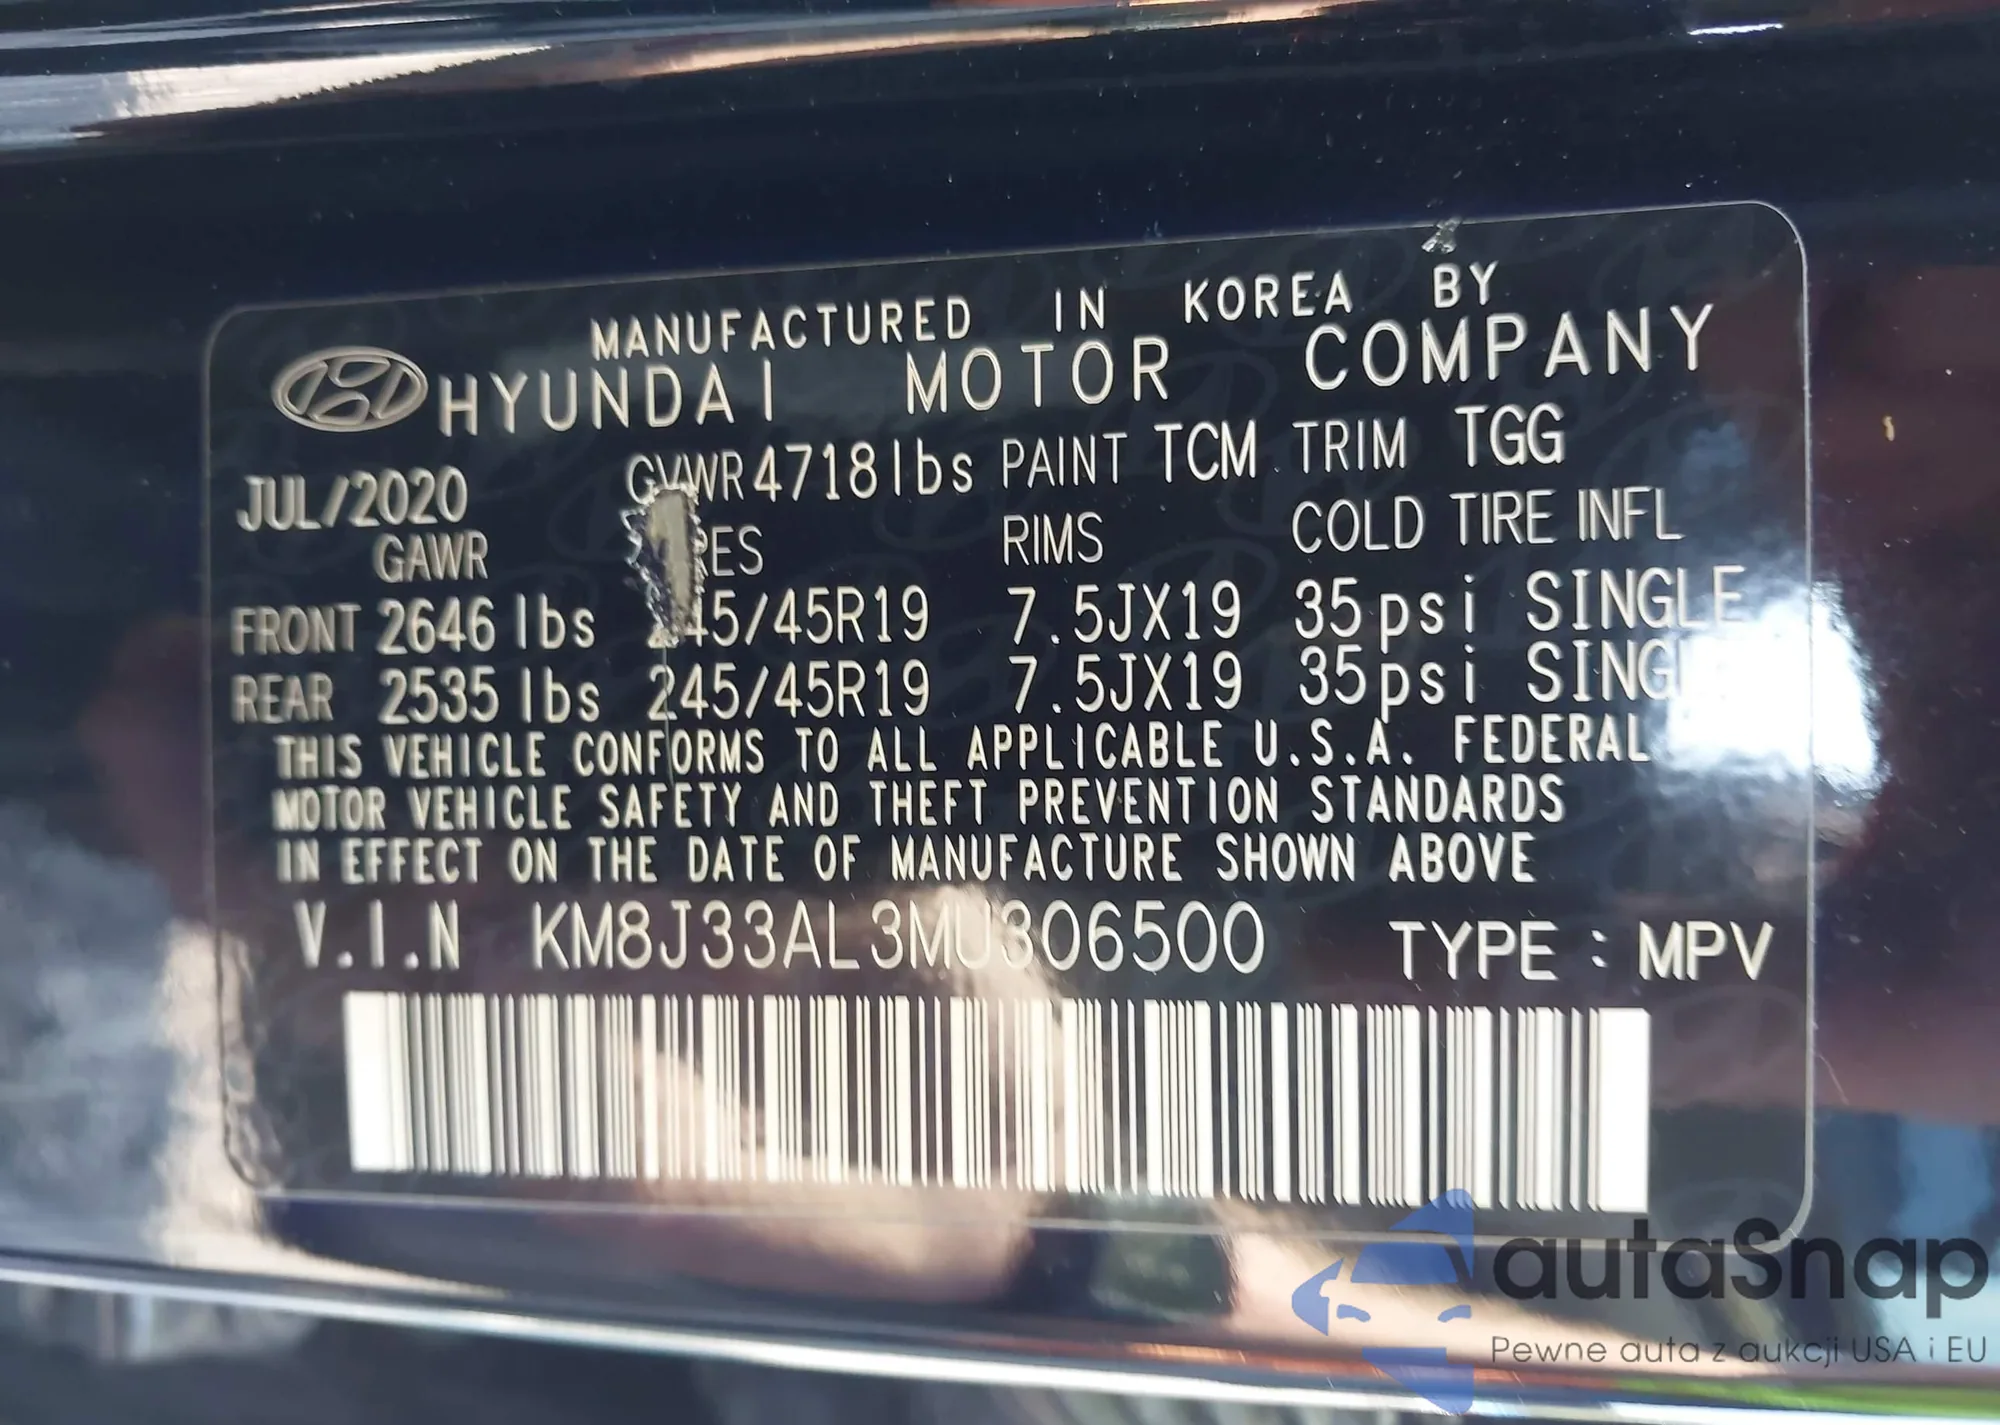 MANUFACTURED IN KOREA BY
HYUNDAI MOTOR COMPANY
JUL/2020 GVWR 4718lbs PAINT TCM TRIM TGG
GAWR RIMS COLD TIRE INFL
FRONT 2646 lbs 245/45R19 7.5JX19 35psi SINGLE
REAR 2535 lbs 245/45R19 7.5JX19 35psi
THIS VEHICLE CONFORMS TO ALL APPLICABLE U.S.A. FEDERAL
MOTOR VEHICLE SAFETY AND THEFT PREVENTION STANDARDS
IN EFFECT ON THE DATE OF MANUFACTURE SHOWN ABOVE
V.I.N KM8J33AL3MU306500 TYPE : MPV
autaSnap
Pewne auta z aukcji USA i EU